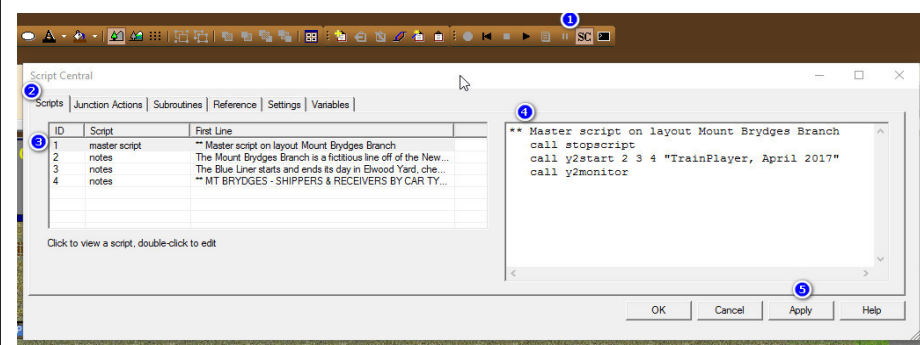 1
SC
Script Central
2
Scripts Junction Actions Subroutines Reference Settings Variables
4
ID Script First Line
3
1 master script ** Master script on layout Mount Brydges Branch
2 notes The Mount Brydges Branch is a fictitious line off of the New...
3 notes The Blue Liner starts and ends its day in Elwood Yard, che...
4 notes ** MT BRYDGES - SHIPPERS & RECEIVERS BY CAR TY...
** Master script on layout Mount Brydges Branch
call stopscript
call y2start 2 3 4 "TrainPlayer, April 2017"
call y2monitor
Click to view a script, double-click to edit
5
OK Cancel Apply Help